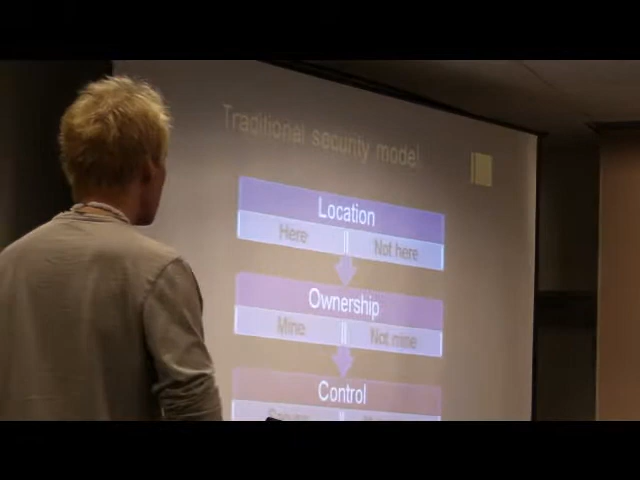 Traditional security model
Location
Here Not here
Ownership
Mine Not mine
Control